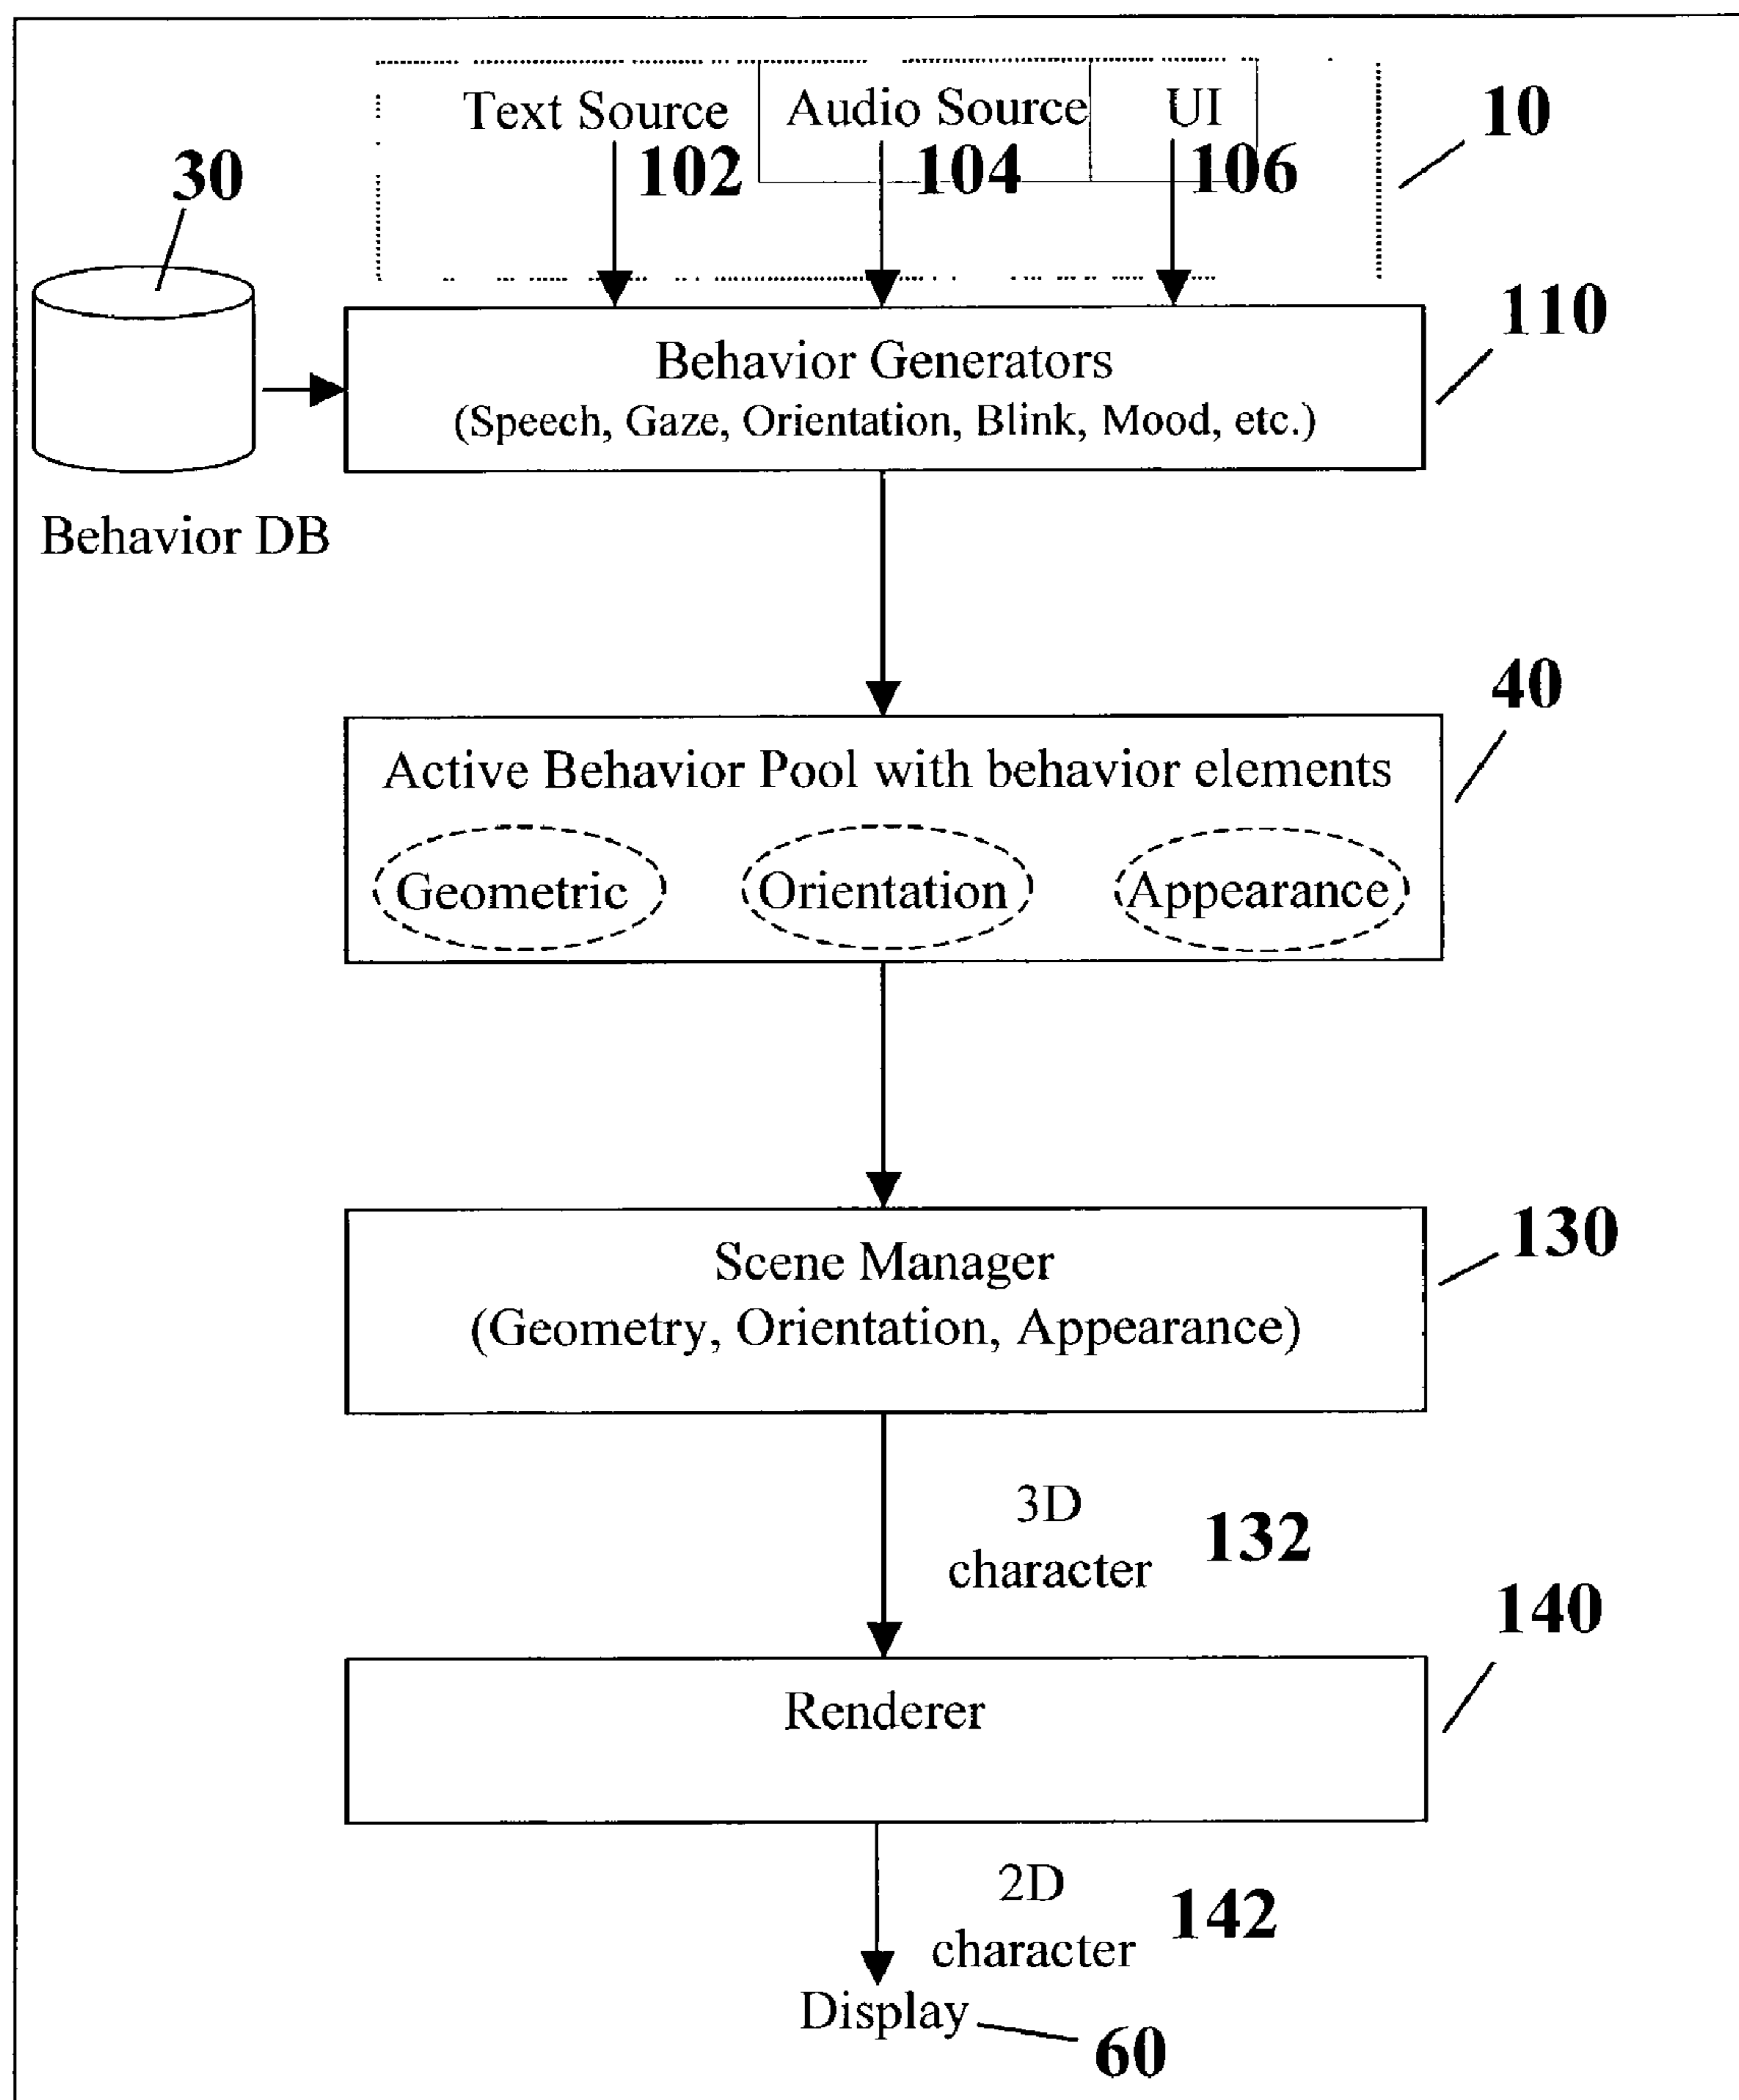 Text Source
Audio Source
UI
10
102
104
106
30
110
Behavior Generators
(Speech, Gaze, Orientation, Blink, Mood, etc.)
Behavior DB
40
Active Behavior Pool with behavior elements
Geometric
Orientation
Appearance
130
Scene Manager
(Geometry, Orientation, Appearance)
3D
character
132
140
Renderer
2D
character
142
Display
60